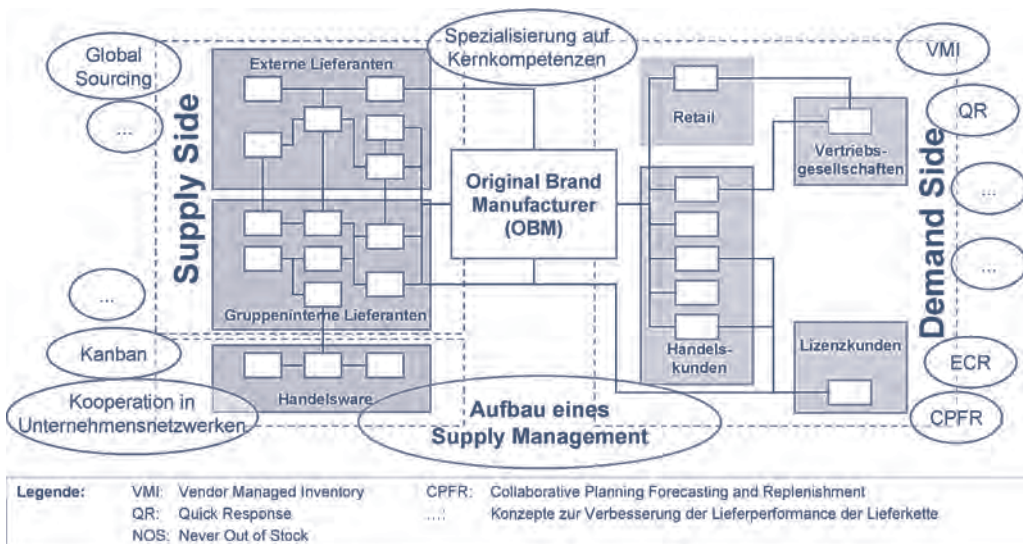 Global
Sourcing
...
Supply Side
Externe Lieferanten
Spezialisierung auf
Kernkompetenzen
Retail
Vertriebs-
gesellschaften
VMI
QR
...
...
Demand Side
Original Brand
Manufacturer
(OBM)
Gruppeninterne Lieferanten
...
Kanban
Kooperation in
Unternehmensnetzwerken
Handelsware
Aufbau eines
Supply Management
Handels-
kunden
Lizenzkunden
ECR
CPFR
Legende:
VMI: Vendor Managed Inventory
QR: Quick Response
NOS: Never Out of Stock
CPFR: Collaborative Planning Forecasting and Replenishment
...: Konzepte zur Verbesserung der Lieferperformance der Lieferkette